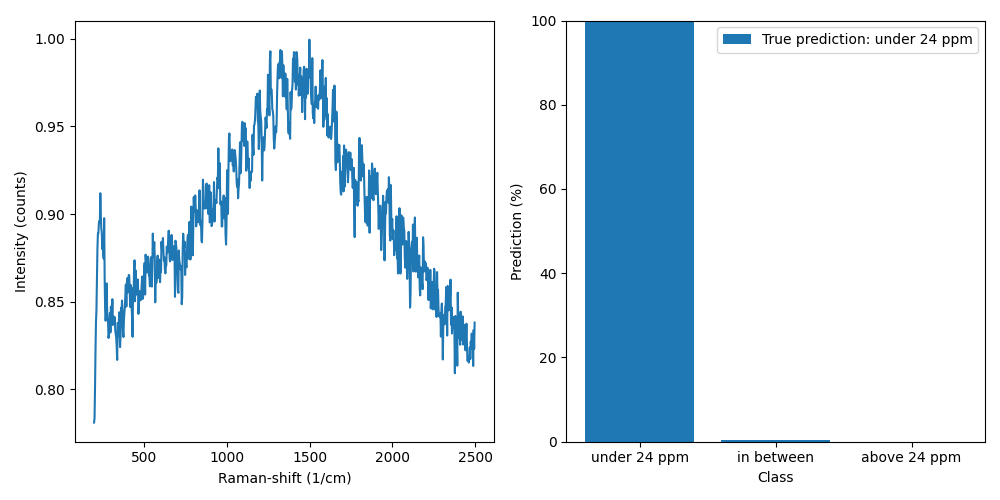 1.00
0.95
0.90
0.85
0.80
Intensity (counts)
500
1000
1500
2000
2500
Raman-shift (1/cm)
100
80
60
40
20
0
Prediction (%)
True prediction: under 24 ppm
under 24 ppm
in between
above 24 ppm
Class